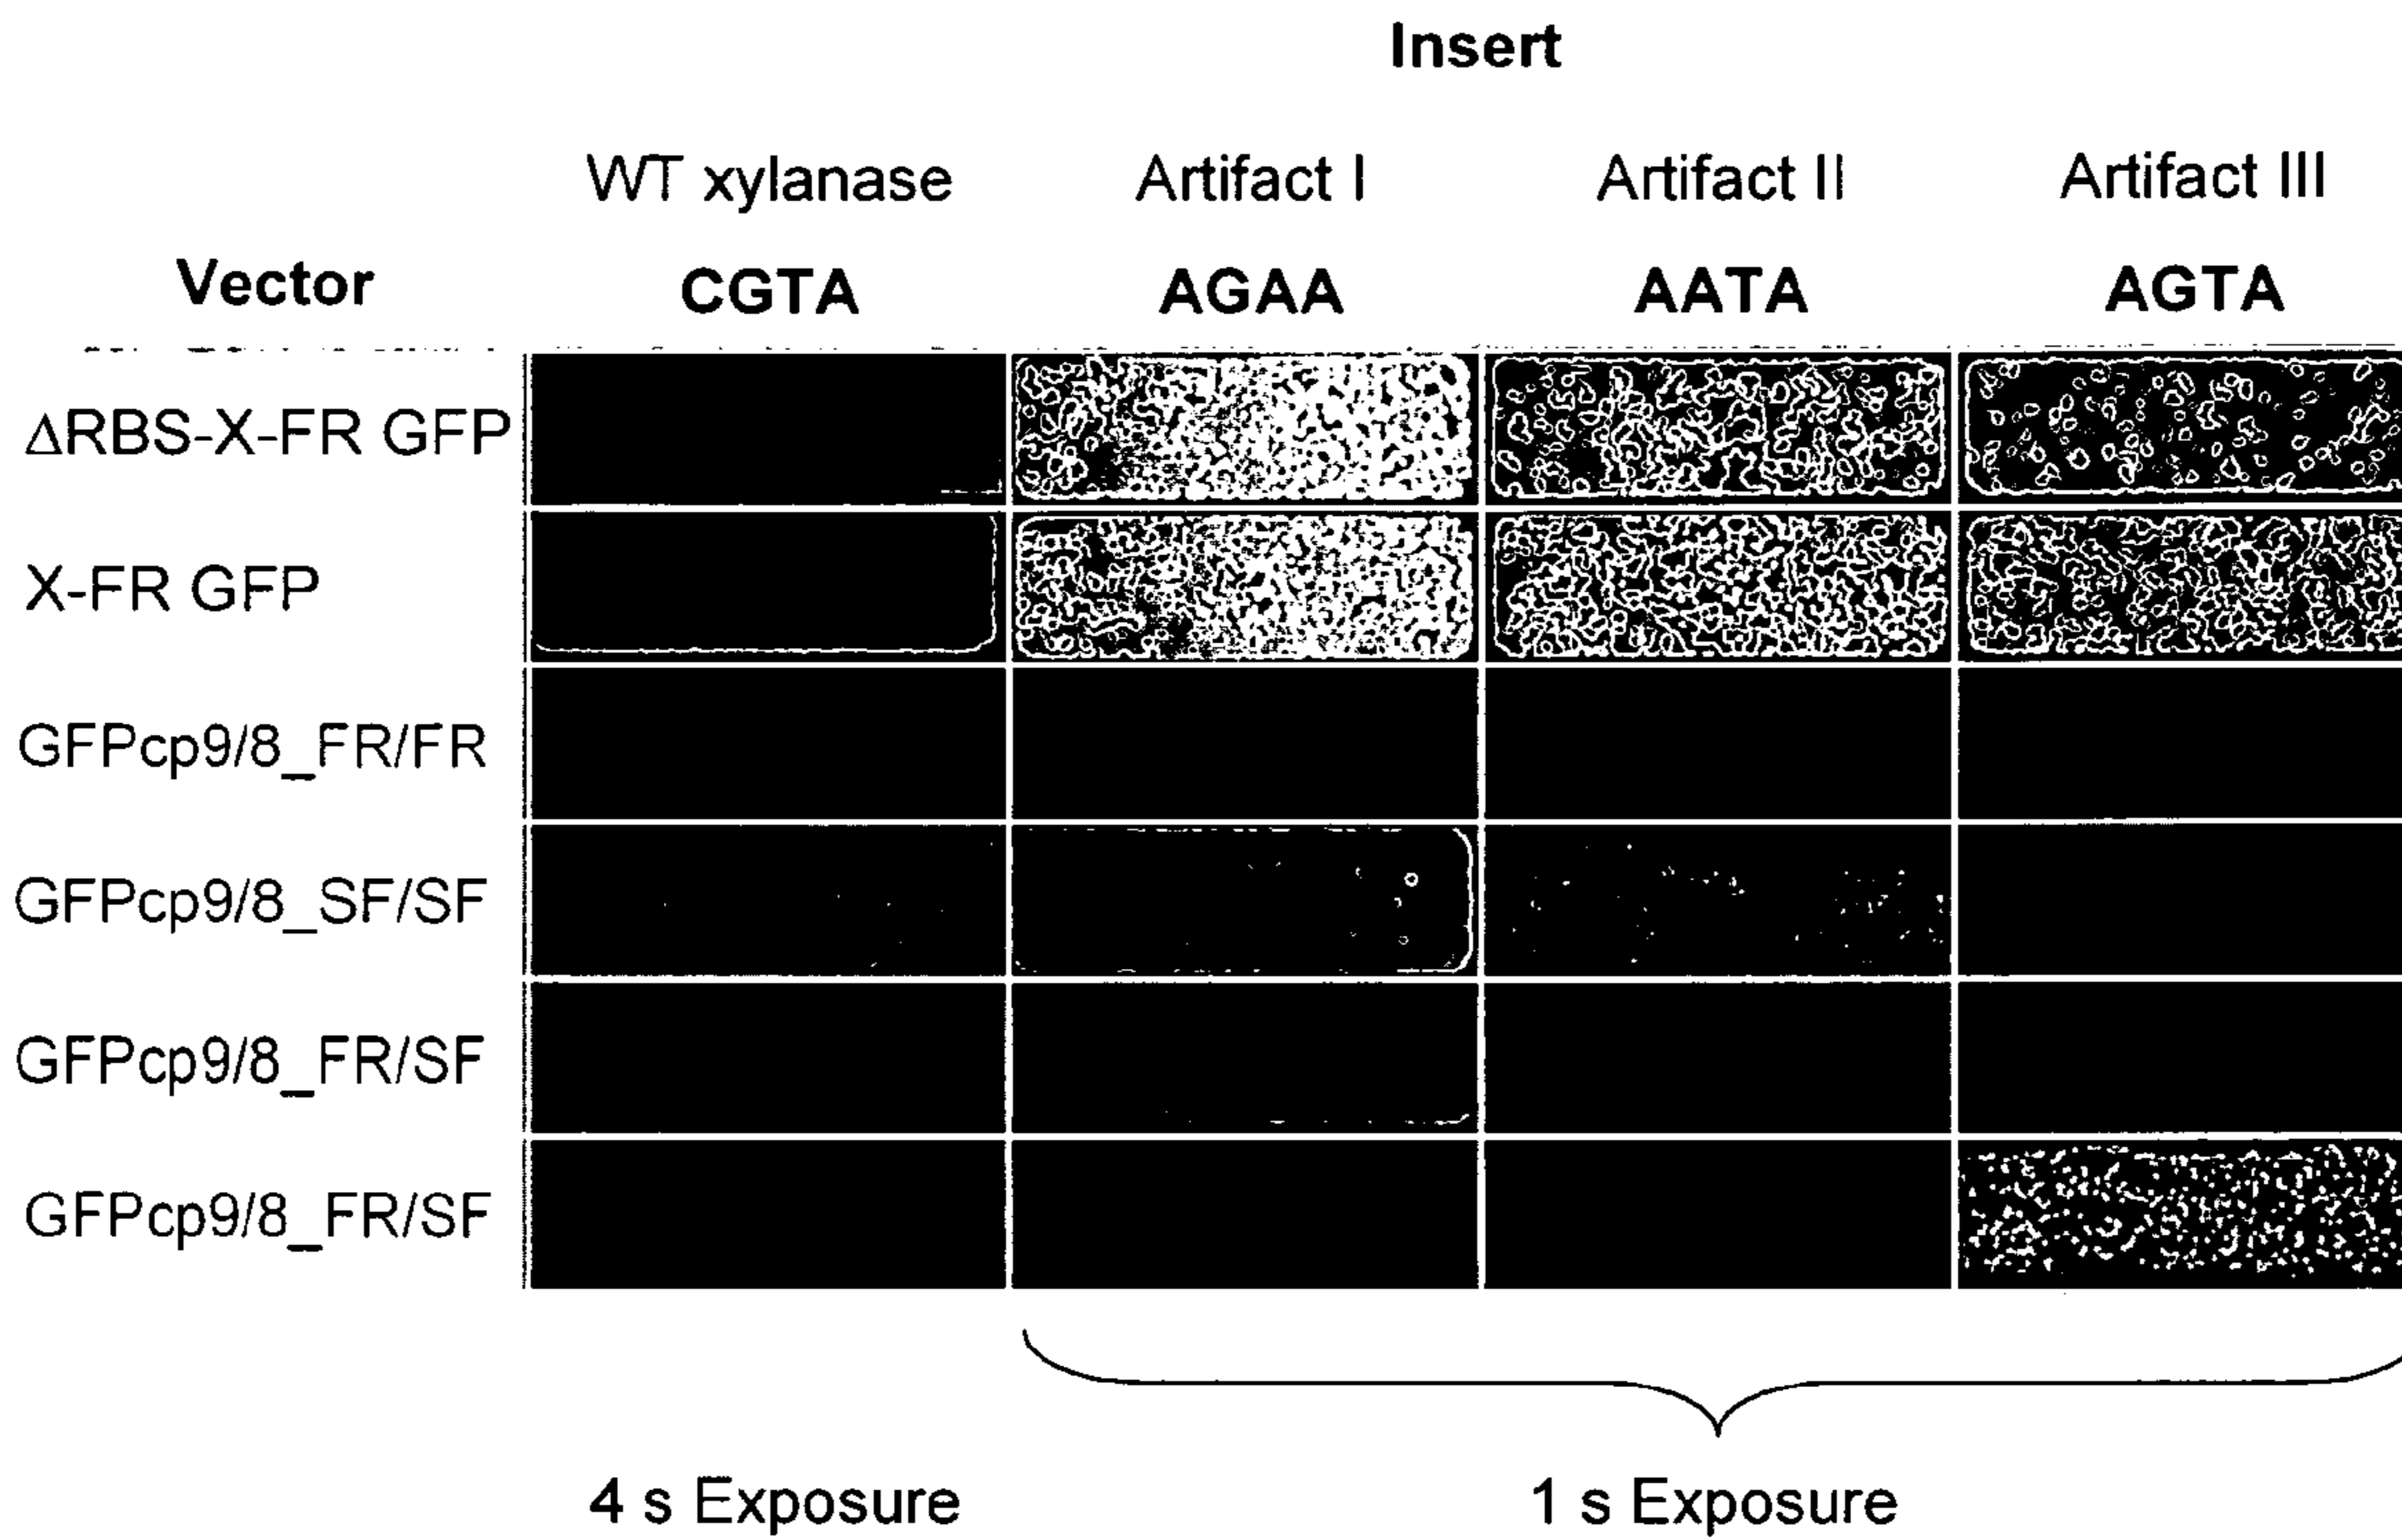 Insert
WT xylanase Artifact I Artifact II Artifact III
Vector CGTA AGAA AATA AGTA
ΔRBS-X-FR GFP
X-FR GFP
GFPcp9/8_FR/FR
GFPcp9/8_SF/SF
GFPcp9/8_FR/SF
GFPcp9/8_FR/SF
4 s Exposure 1 s Exposure